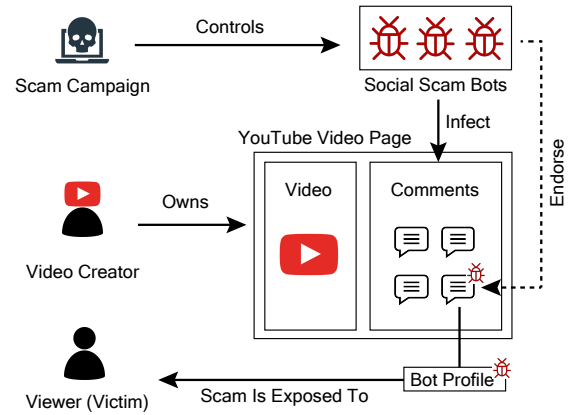 Controls
Scam Campaign
Social Scam Bots
Infect
Endorse
YouTube Video Page
Video
Comments
Owns
Video Creator
Bot Profile
Scam Is Exposed To
Viewer (Victim)